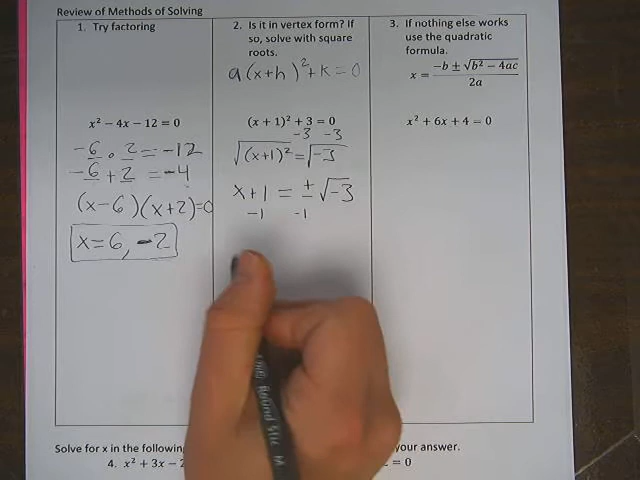 Review of Methods of Solving
1. Try factoring
x² − 4x − 12 = 0
-6 · 2 = -12
-6 + 2 = -4
(x-6)(x+2)=0
x=6, -2
2. Is it in vertex form? If
so, solve with square
roots.
a(x+h)²+k=0
(x + 1)² + 3 = 0
-3 -3
√(x+1)² = √-3
x+1 = ±√-3
-1 -1
3. If nothing else works
use the quadratic
formula.
x = (−b ± √(b² − 4ac)) / 2a
x² + 6x + 4 = 0
Solve for x in the following your answer.
4. x² + 3x − 2 = 0